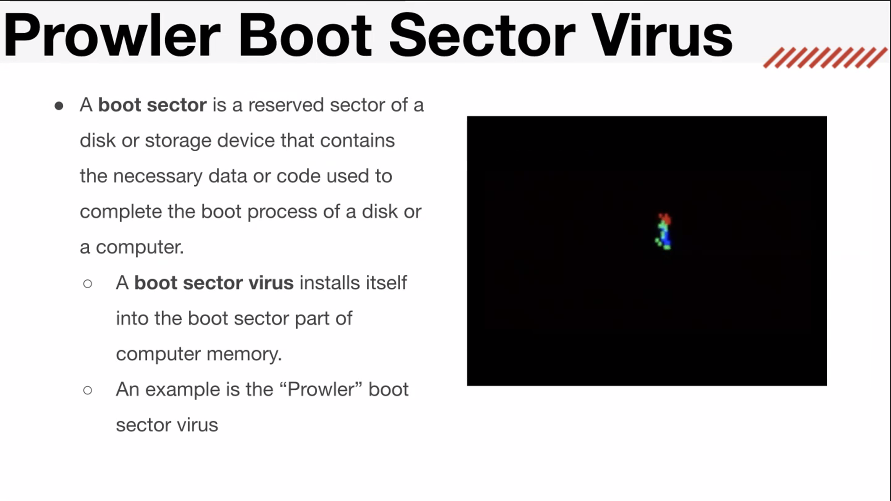 Prowler Boot Sector Virus
● A boot sector is a reserved sector of a
disk or storage device that contains
the necessary data or code used to
complete the boot process of a disk or
a computer.
○ A boot sector virus installs itself
into the boot sector part of
computer memory.
○ An example is the “Prowler” boot
sector virus